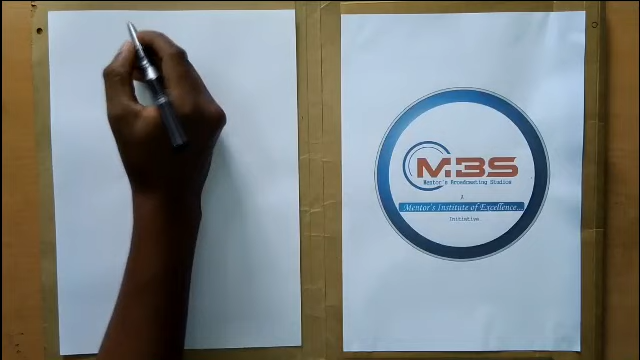 MBS
Mentor's Broadcasting Studios
A
Mentor's Institute of Excellence...
Initiative.